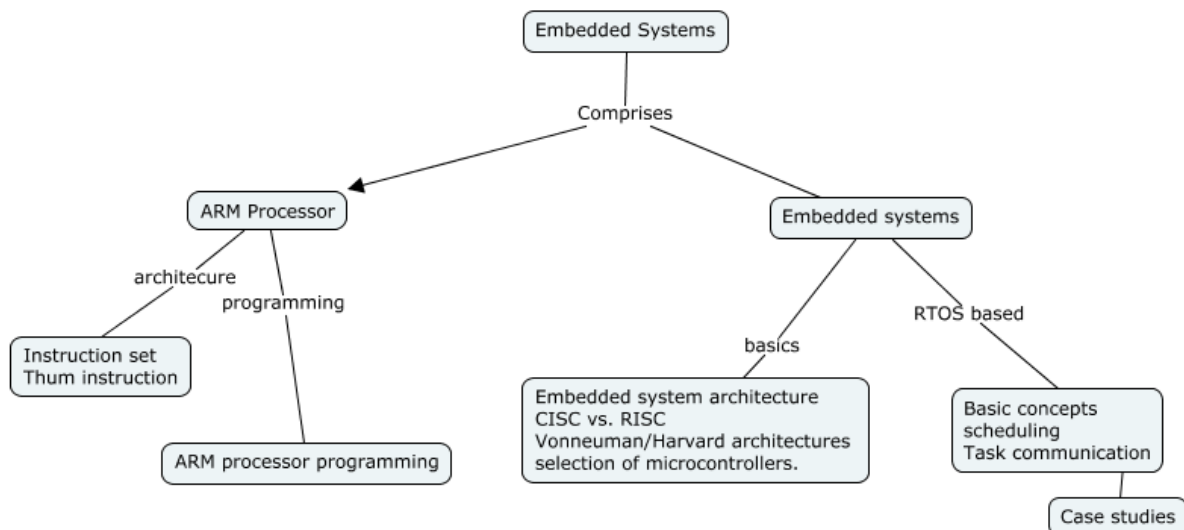 Embedded Systems
Comprises
ARM Processor
Embedded systems
architecure
programming
RTOS based
basics
Instruction set
Thum instruction
Embedded system architecture
CISC vs. RISC
Vonneuman/Harvard architectures
selection of microcontrollers.
Basic concepts
scheduling
Task communication
ARM processor programming
Case studies